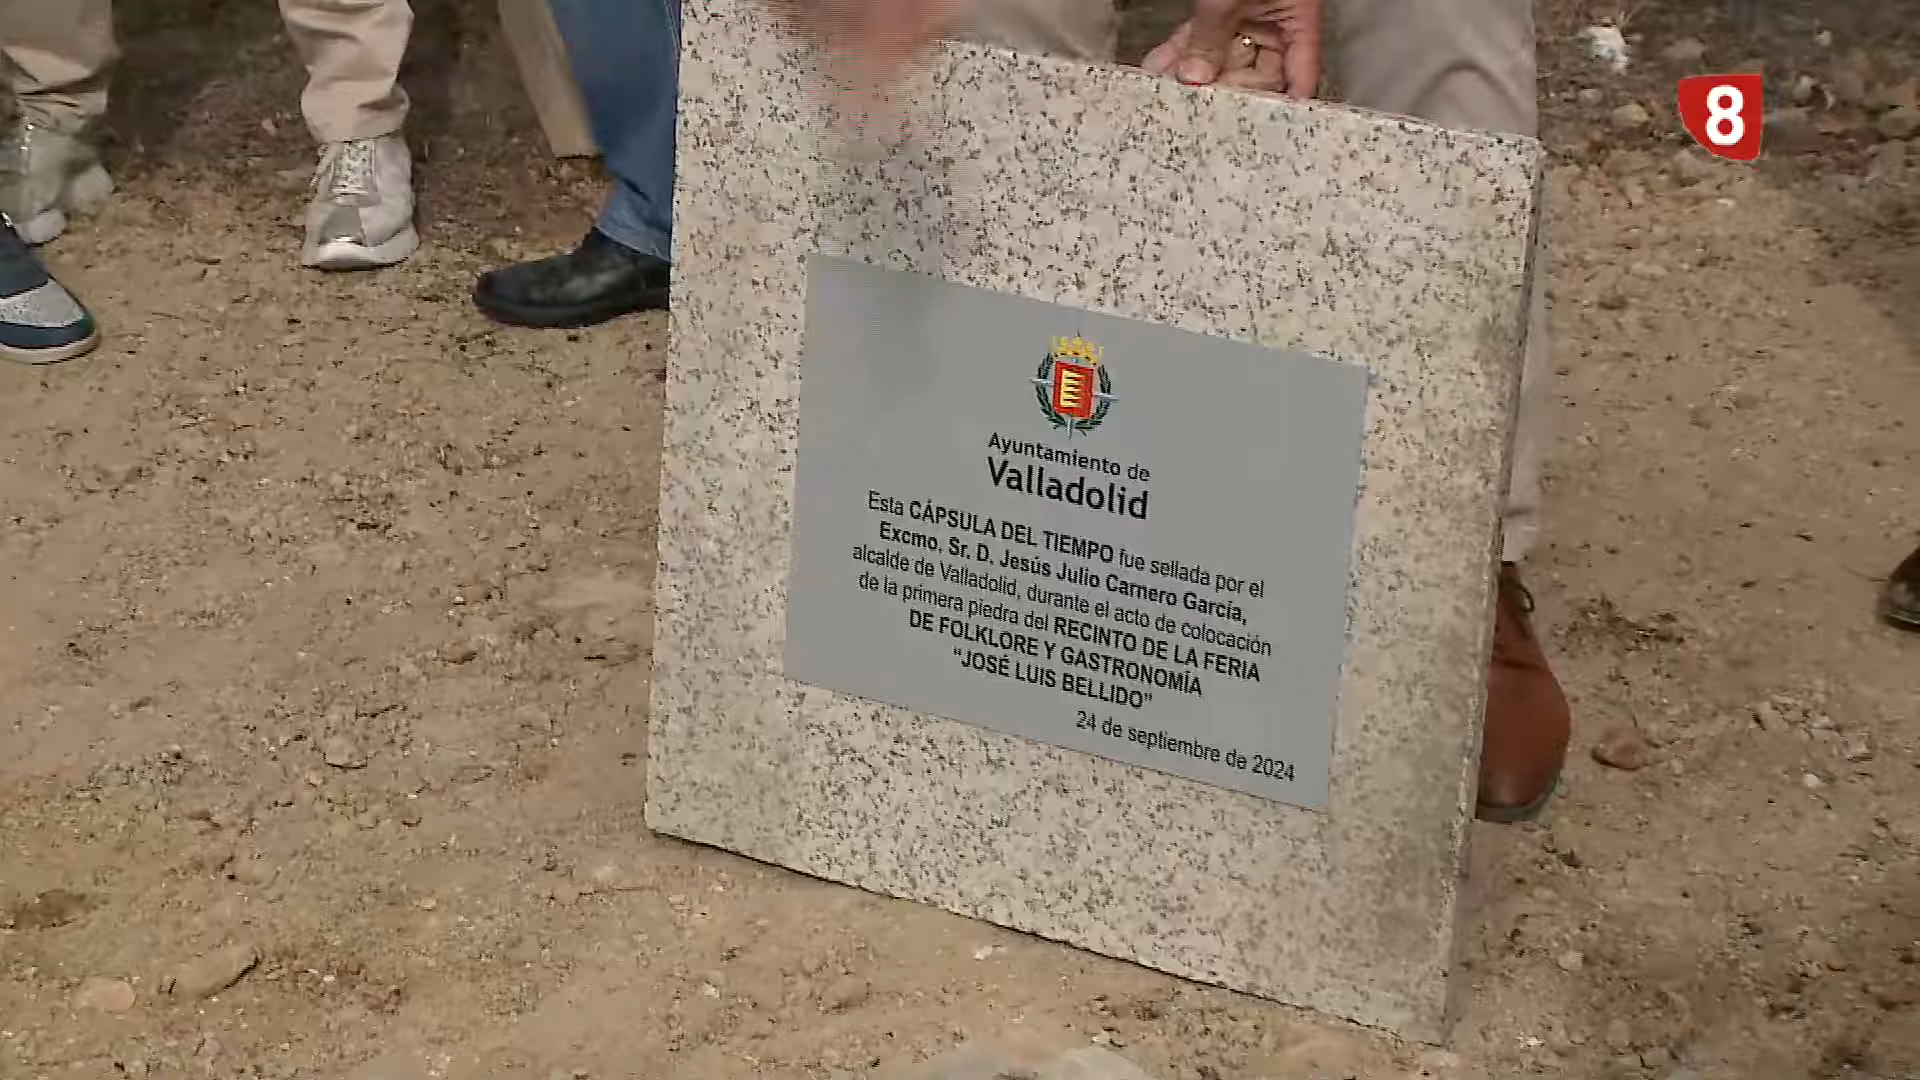 8
Ayuntamiento de
Valladolid
Esta CÁPSULA DEL TIEMPO fue sellada por el
Excmo. Sr. D. Jesús Julio Carnero García,
alcalde de Valladolid, durante el acto de colocación
de la primera piedra del RECINTO DE LA FERIA
DE FOLKLORE Y GASTRONOMÍA
“JOSÉ LUIS BELLIDO”
24 de septiembre de 2024